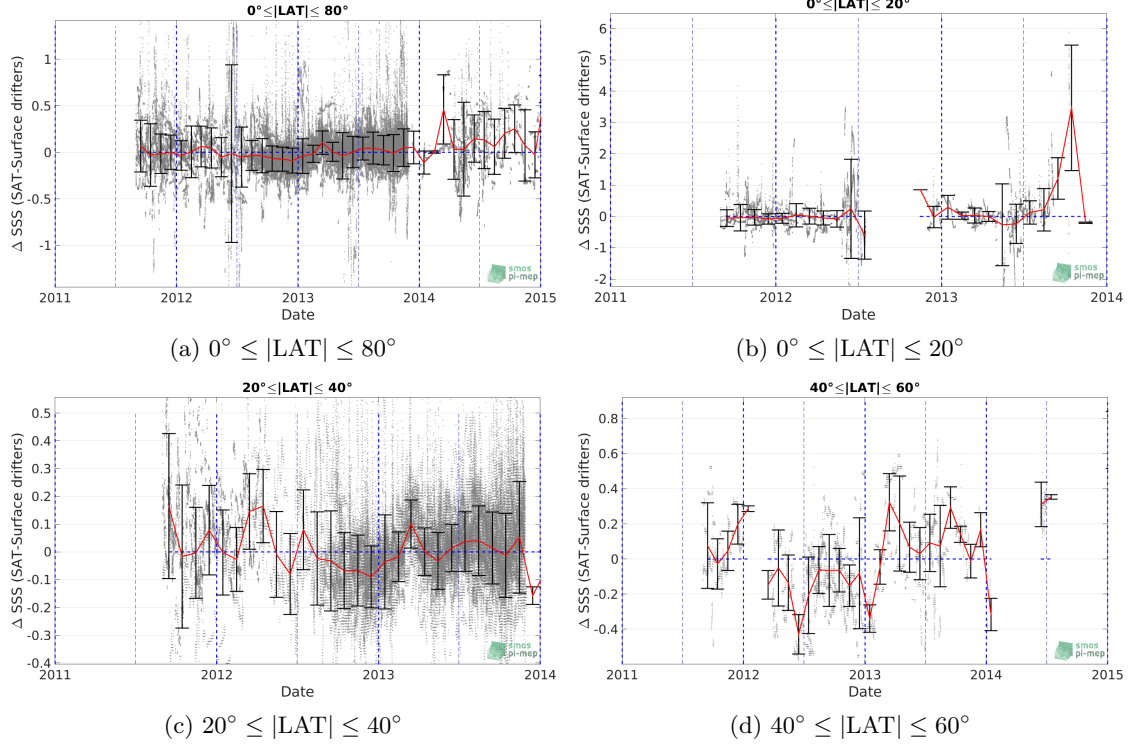 0°≤|LAT|≤ 80°
Δ SSS (SAT-Surface drifters)
1
0.5
0
-0.5
-1
2011 2012 2013 2014 2015
Date
smos
pi-mep
(a) 0° ≤ |LAT| ≤ 80°
0°≤|LAT|≤ 20°
Δ SSS (SAT-Surface drifters)
6
5
4
3
2
1
0
-1
-2
2011 2012 2013 2014
Date
smos
pi-mep
(b) 0° ≤ |LAT| ≤ 20°
20°≤|LAT|≤ 40°
Δ SSS (SAT-Surface drifters)
0.5
0.4
0.3
0.2
0.1
0
-0.1
-0.2
-0.3
-0.4
2011 2012 2013 2014
Date
smos
pi-mep
(c) 20° ≤ |LAT| ≤ 40°
40°≤|LAT|≤ 60°
Δ SSS (SAT-Surface drifters)
0.8
0.6
0.4
0.2
0
-0.2
-0.4
2011 2012 2013 2014 2015
Date
smos
pi-mep
(d) 40° ≤ |LAT| ≤ 60°